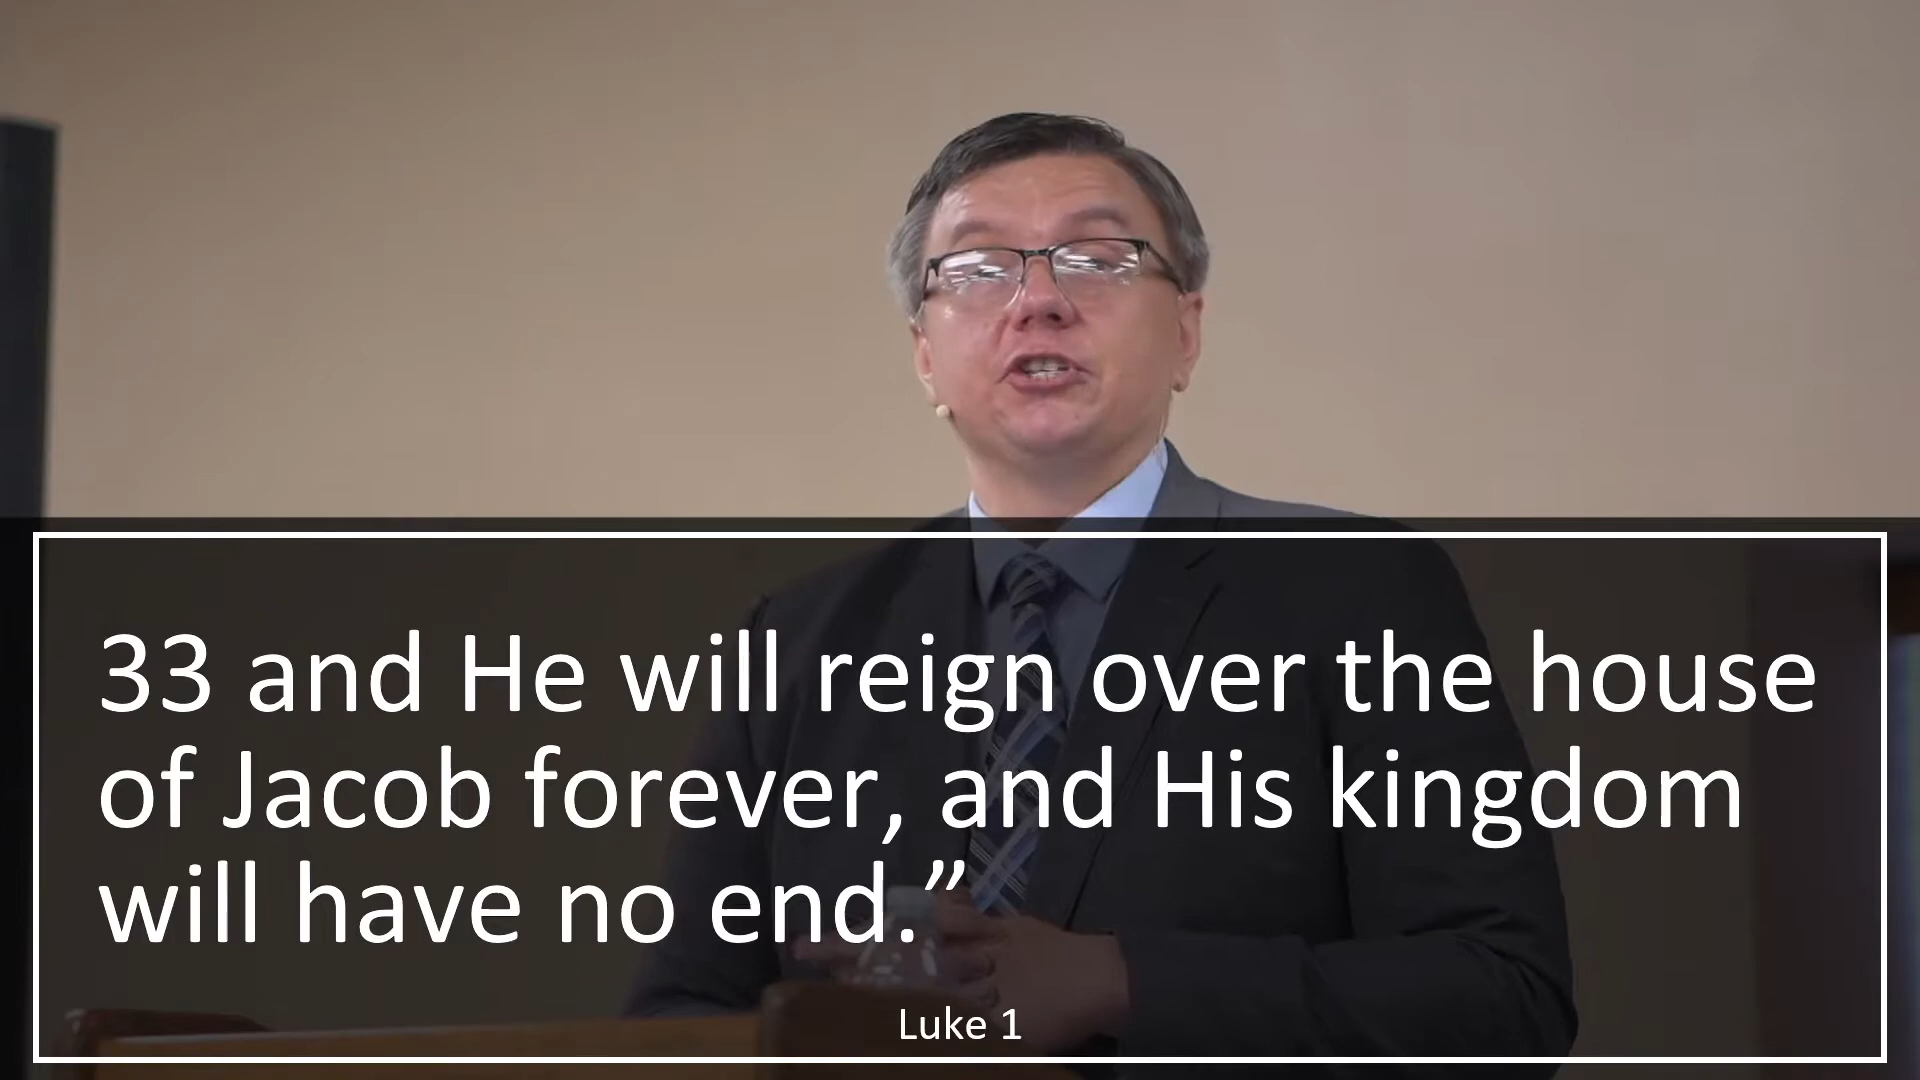 33 and He will reign over the house
of Jacob forever, and His kingdom
will have no end.”
Luke 1